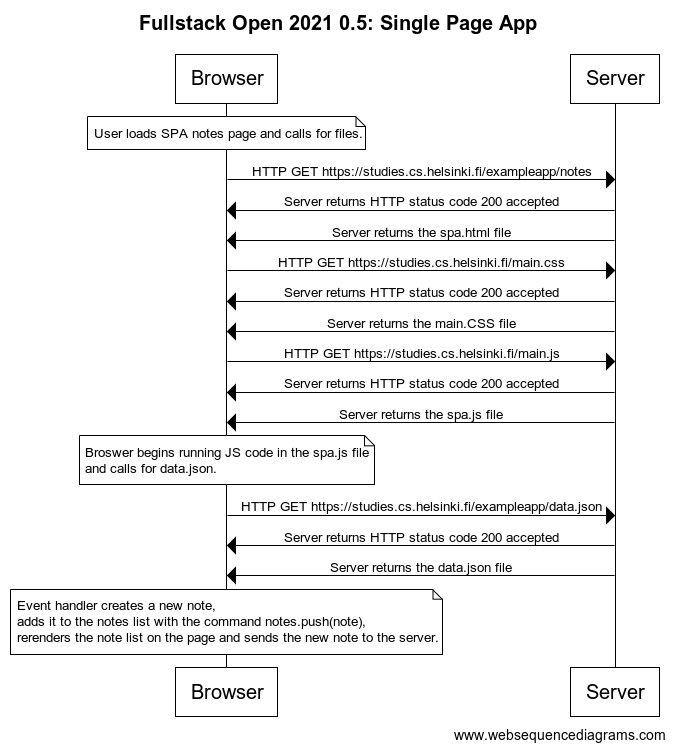 Fullstack Open 2021 0.5: Single Page App
Browser
Server
User loads SPA notes page and calls for files.
HTTP GET https://studies.cs.helsinki.fi/exampleapp/notes
Server returns HTTP status code 200 accepted
Server returns the spa.html file
HTTP GET https://studies.cs.helsinki.fi/main.css
Server returns HTTP status code 200 accepted
Server returns the main.CSS file
HTTP GET https://studies.cs.helsinki.fi/main.js
Server returns HTTP status code 200 accepted
Server returns the spa.js file
Broswer begins running JS code in the spa.js file
and calls for data.json.
HTTP GET https://studies.cs.helsinki.fi/exampleapp/data.json
Server returns HTTP status code 200 accepted
Server returns the data.json file
Event handler creates a new note,
adds it to the notes list with the command notes.push(note),
rerenders the note list on the page and sends the new note to the server.
Browser
Server
www.websequencediagrams.com